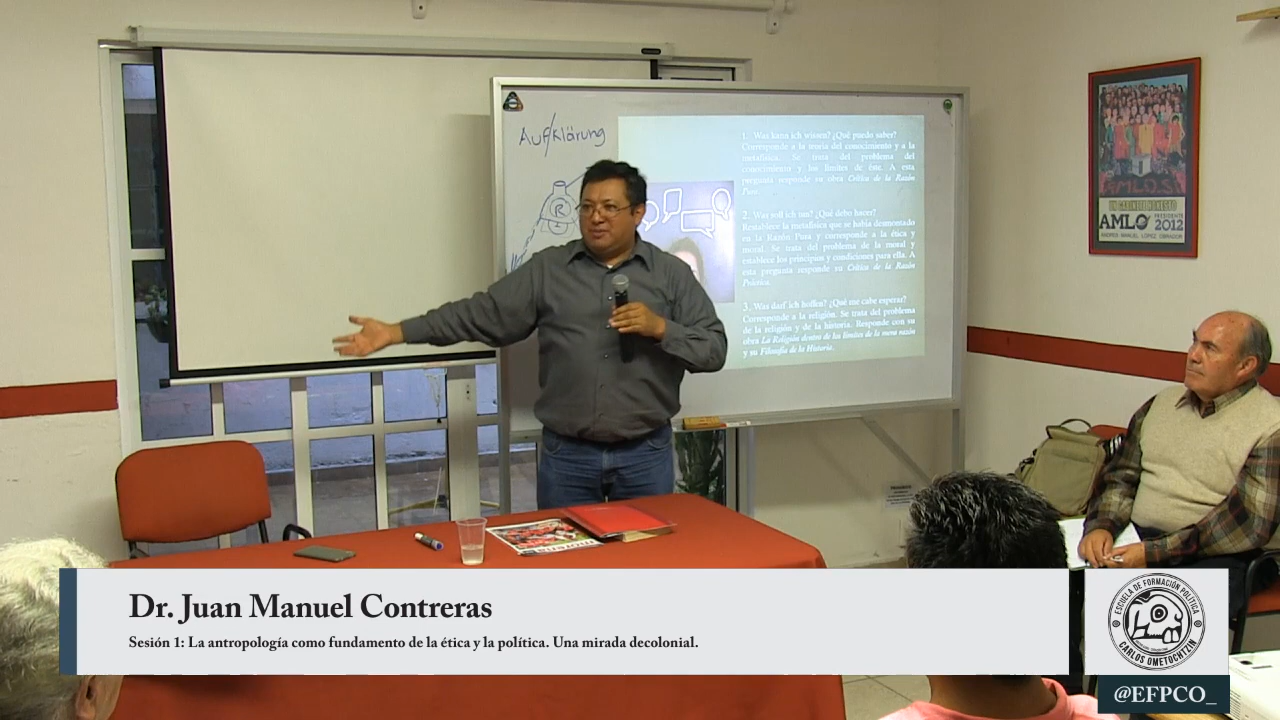 Aufklärung
R
1. Was kann ich wissen? ¿Qué puedo saber?
Corresponde a la teoría del conocimiento y a la
metafísica. Se trata del problema del
conocimiento y los límites de éste. A esta
pregunta responde su obra Crítica de la Razón
Pura.
2. Was soll ich tun? ¿Qué debo hacer?
Restablece la metafísica que se había desmontado
en la Razón Pura y corresponde a la ética y
moral. Se trata del problema de la moral y
establece los principios y condiciones para ella. A
esta pregunta responde su Crítica de la Razón
Práctica.
3. Was darf ich hoffen? ¿Qué me cabe esperar?
Corresponde a la religión. Se trata del problema
de la religión y de la historia. Responde con su
obra La Religión dentro de los límites de la mera razón
y su Filosofía de la Historia.
AMLO.SI
UN GABINETE HONESTO
AMLO PRESIDENTE 2012
ANDRÉS MANUEL LÓPEZ OBRADOR
morena
Dr. Juan Manuel Contreras
Sesión 1: La antropología como fundamento de la ética y la política. Una mirada decolonial.
ESCUELA DE FORMACIÓN POLÍTICA
CARLOS OMETOCHTZIN
@EFPCO_